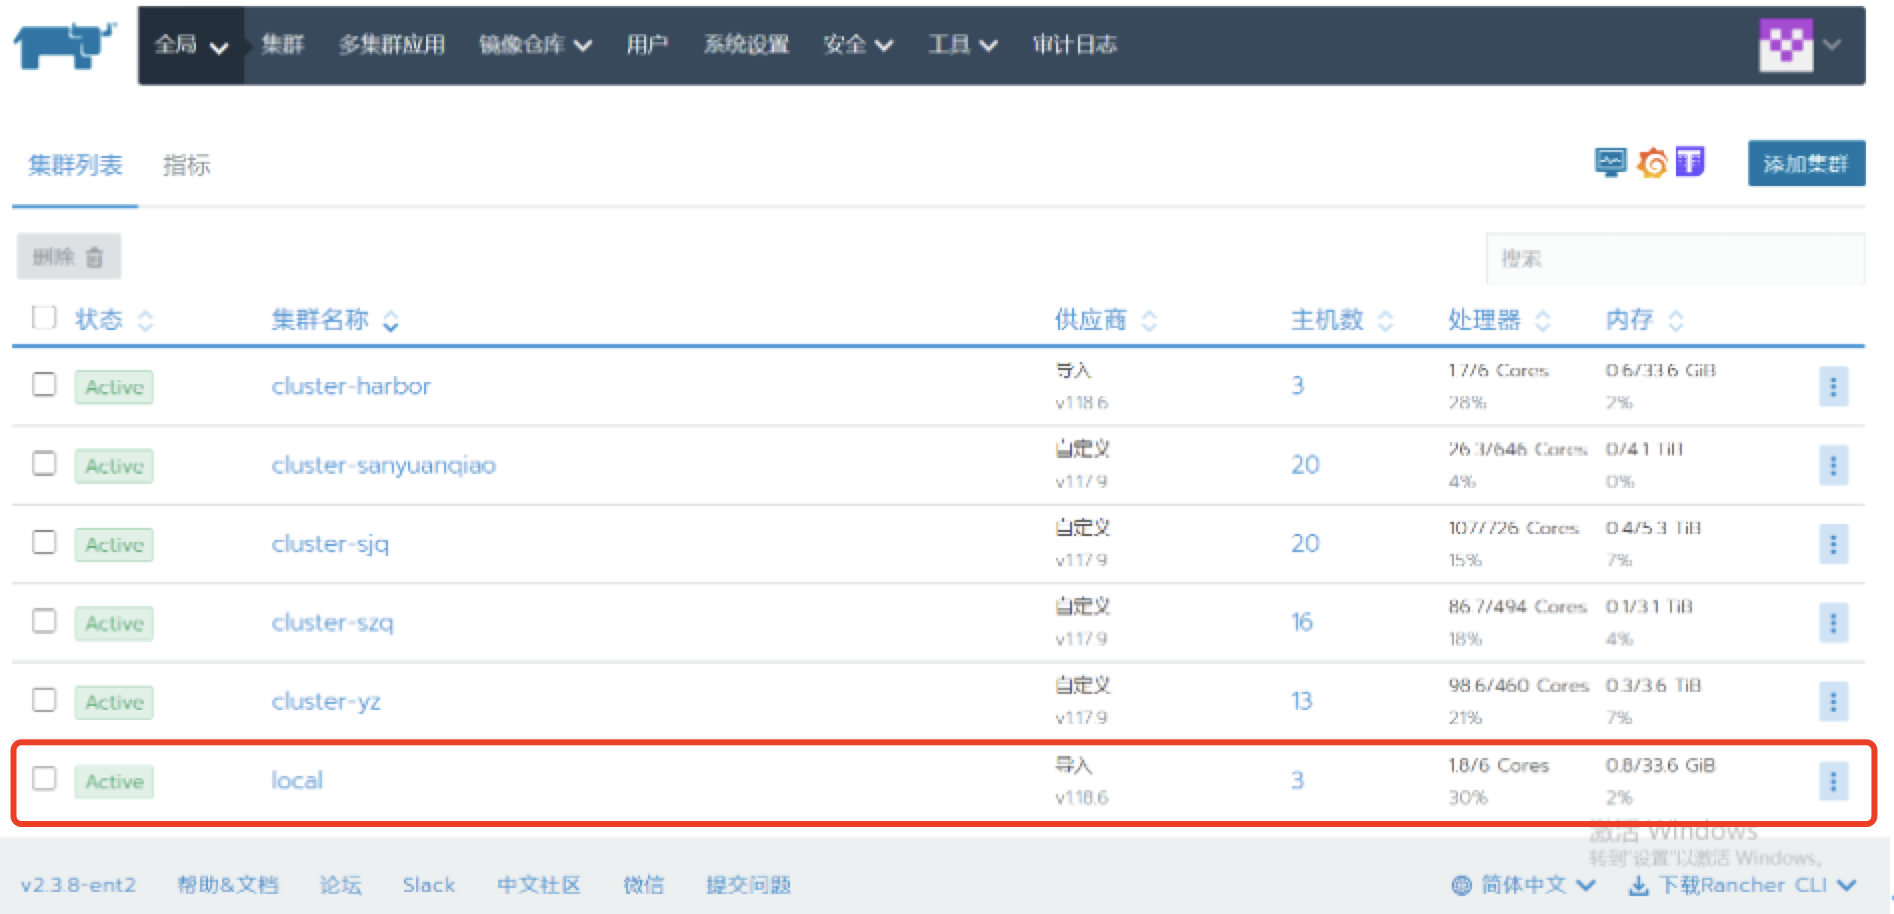 全局 集群 多集群应用 镜像仓库 用户 系统设置 安全 工具 审计日志
集群列表 指标 添加集群
删除 搜索
状态 集群名称 供应商 主机数 处理器 内存
Active cluster-harbor 导入 3 1.7/6 Cores 0.6/33.6 GiB
v1.18.6 28% 2%
Active cluster-sanyuanqiao 自定义 20 26.3/646 Cores 0/4.1 TiB
v1.17.9 4% 0%
Active cluster-sjq 自定义 20 107/726 Cores 0.4/5.3 TiB
v1.17.9 15% 7%
Active cluster-szq 自定义 16 86.7/494 Cores 0.1/3.1 TiB
v1.17.9 18% 4%
Active cluster-yz 自定义 13 98.6/460 Cores 0.3/3.6 TiB
v1.17.9 21% 7%
Active local 导入 3 1.8/6 Cores 0.8/33.6 GiB
v1.18.6 30% 2%
激活 Windows
转到"设置"以激活 Windows。
v2.3.8-ent2 帮助&文档 论坛 Slack 中文社区 微信 提交问题 简体中文 下载Rancher CLI